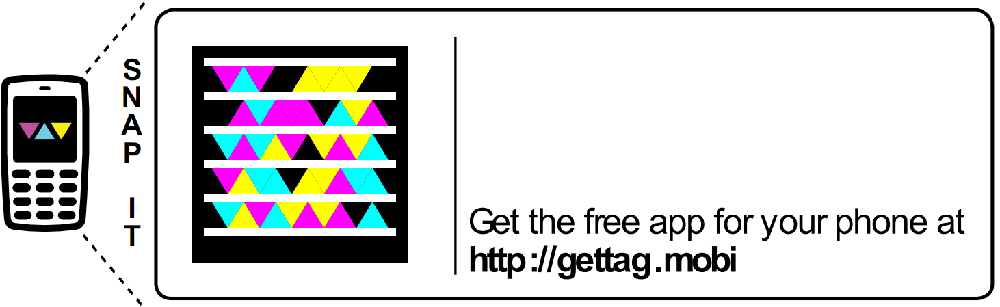 SNAP IT
Get the free app for your phone at
http://gettag.mobi